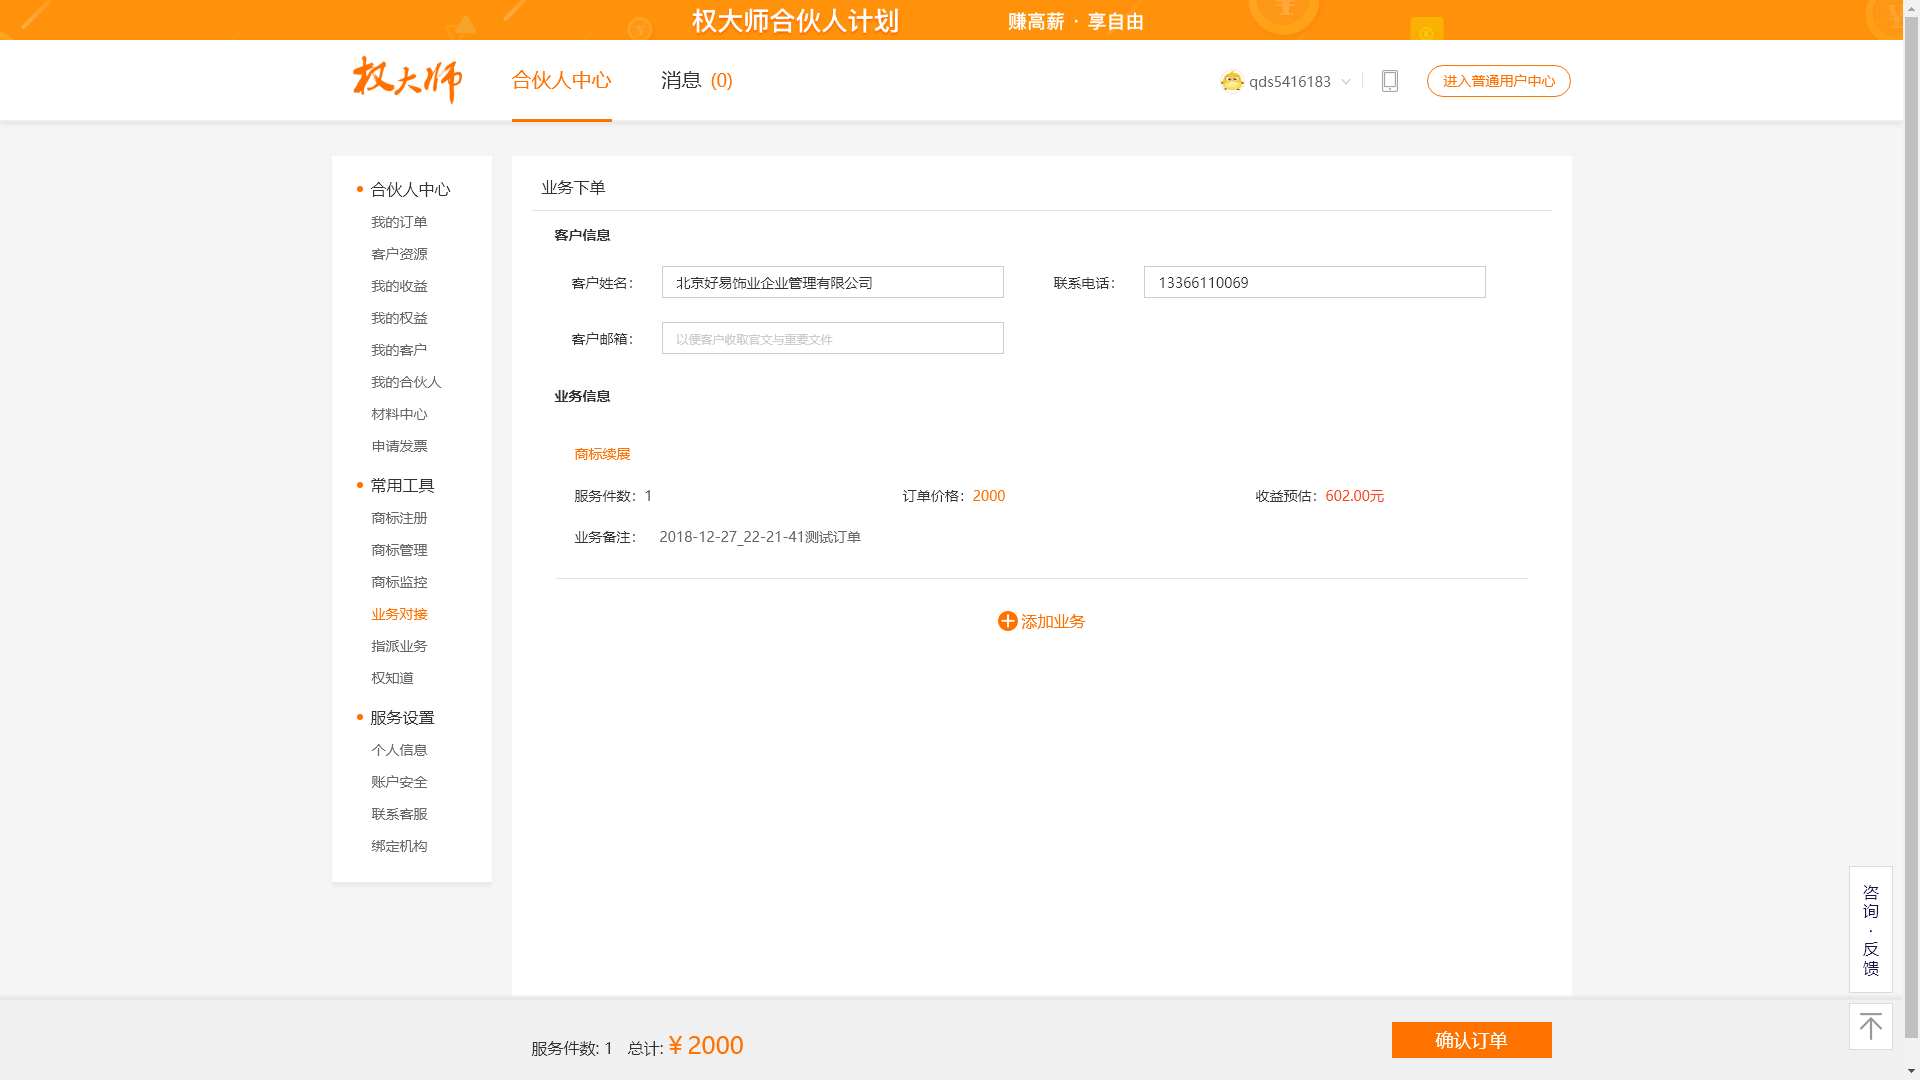 权大师合伙人计划 赚高薪 · 享自由
权大师 合伙人中心 消息 (0) qds5416183 进入普通用户中心
合伙人中心
我的订单
客户资源
我的收益
我的权益
我的客户
我的合伙人
材料中心
申请发票
常用工具
商标注册
商标管理
商标监控
业务对接
指派业务
权知道
服务设置
个人信息
账户安全
联系客服
绑定机构
业务下单
客户信息
客户姓名: 北京好易饰业企业管理有限公司 联系电话: 13366110069
客户邮箱: 以便客户收取官文与重要文件
业务信息
商标续展
服务件数: 1 订单价格: 2000 收益预估: 602.00元
业务备注: 2018-12-27_22-21-41测试订单
添加业务
咨询·反馈
服务件数: 1 总计: ¥ 2000 确认订单